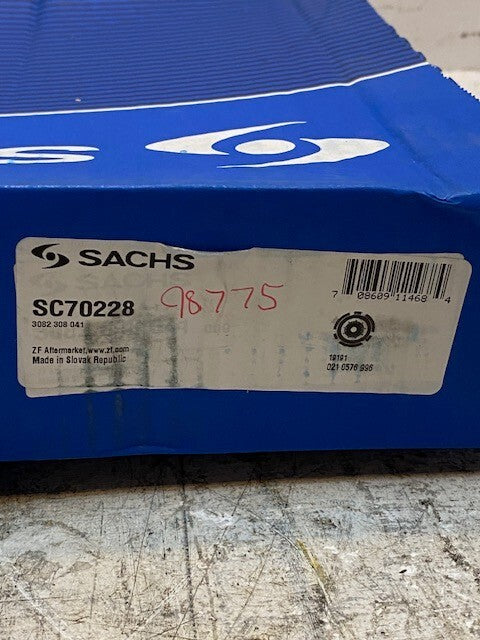 S
SACHS
SC70228
98775
3082 308 041
ZF Aftermarket,www.zf.com
Made in Slovak Republic
7 08609 11468 4
19191
021 0576 996